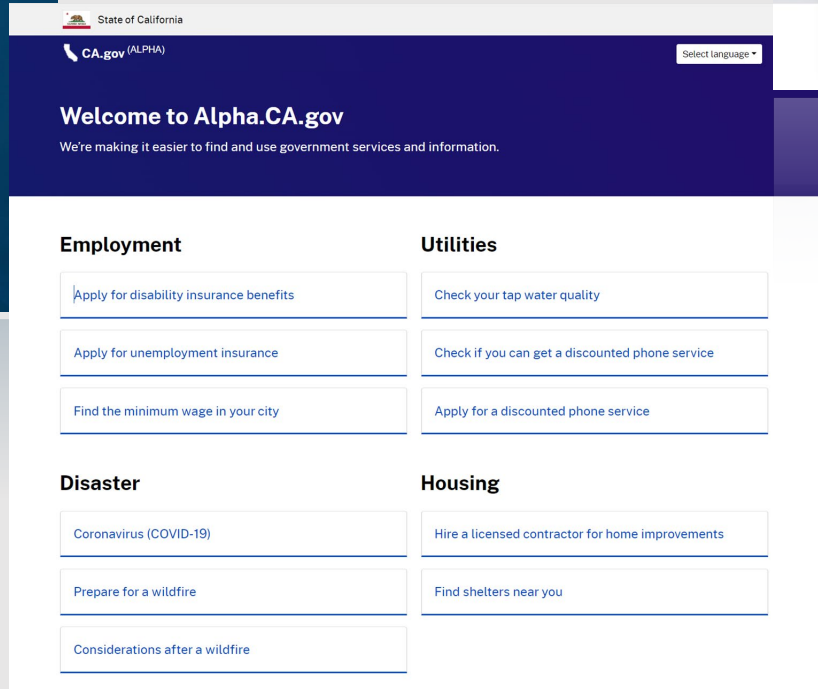 State of California
CA.gov (ALPHA)
Select language
Welcome to Alpha.CA.gov
We're making it easier to find and use government services and information.
Employment
Apply for disability insurance benefits
Apply for unemployment insurance
Find the minimum wage in your city
Utilities
Check your tap water quality
Check if you can get a discounted phone service
Apply for a discounted phone service
Disaster
Coronavirus (COVID-19)
Prepare for a wildfire
Considerations after a wildfire
Housing
Hire a licensed contractor for home improvements
Find shelters near you